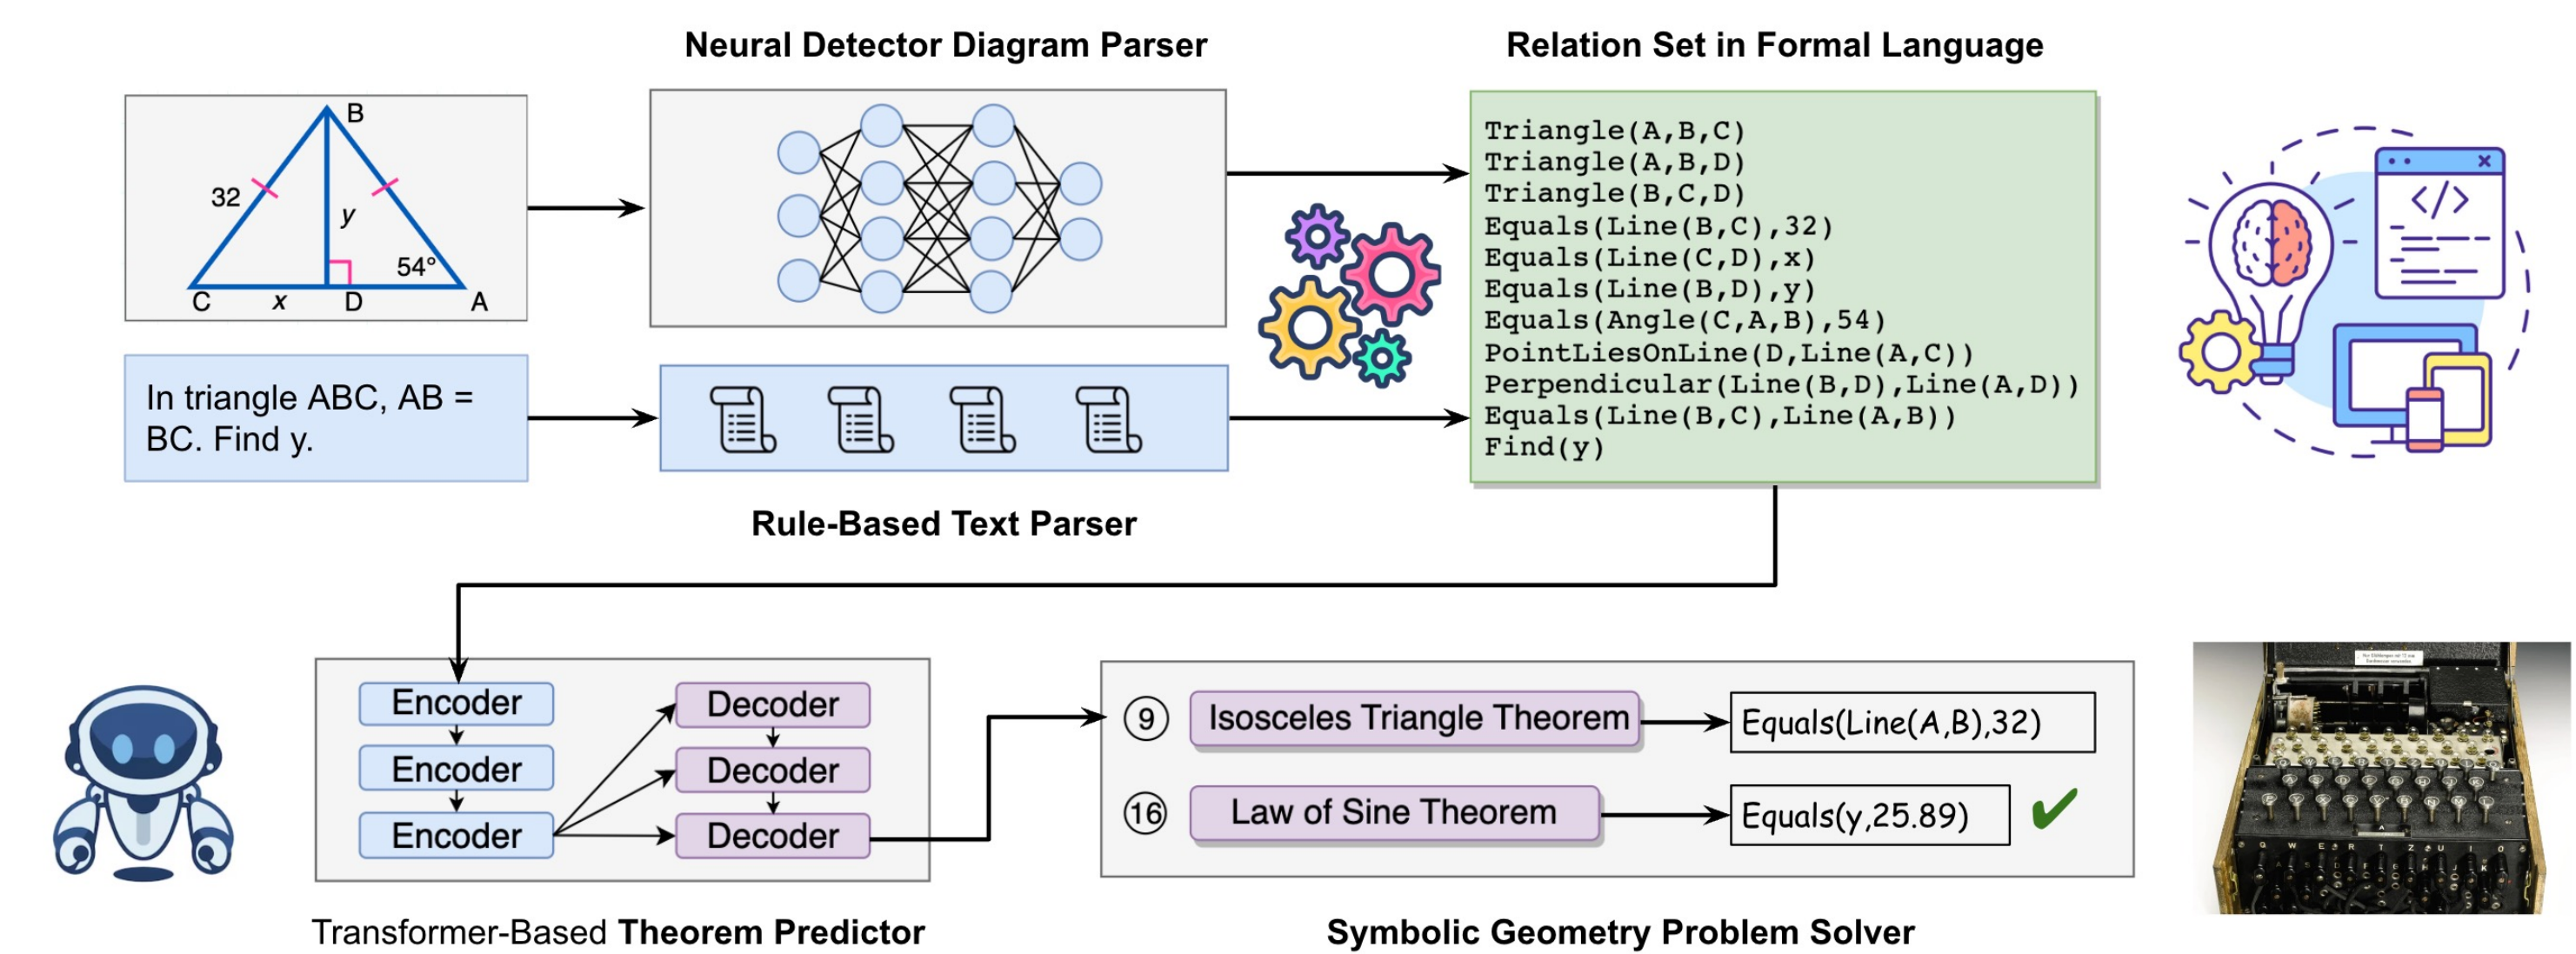 Neural Detector Diagram Parser
Relation Set in Formal Language
B
32
y
54°
C
x
D
A
In triangle ABC, AB =
BC. Find y.
Rule-Based Text Parser
Triangle(A,B,C)
Triangle(A,B,D)
Triangle(B,C,D)
Equals(Line(B,C),32)
Equals(Line(C,D),x)
Equals(Line(B,D),y)
Equals(Angle(C,A,B),54)
PointLiesOnLine(D,Line(A,C))
Perpendicular(Line(B,D),Line(A,D))
Equals(Line(B,C),Line(A,B))
Find(y)
</>
Encoder
Encoder
Encoder
Decoder
Decoder
Decoder
Transformer-Based Theorem Predictor
9 Isosceles Triangle Theorem Equals(Line(A,B),32)
16 Law of Sine Theorem Equals(y,25.89)
Symbolic Geometry Problem Solver
Q W E R T Z U I O